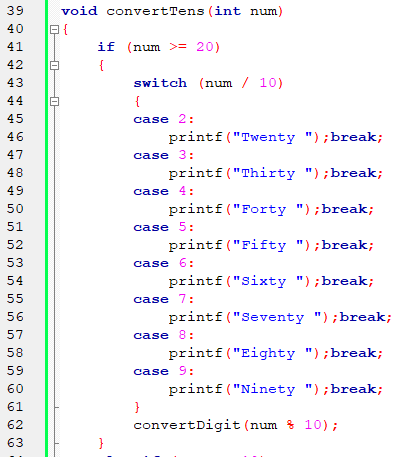 39 void convertTens(int num)
40 {
41     if (num >= 20)
42     {
43         switch (num / 10)
44         {
45         case 2:
46             printf("Twenty ");break;
47         case 3:
48             printf("Thirty ");break;
49         case 4:
50             printf("Forty ");break;
51         case 5:
52             printf("Fifty ");break;
53         case 6:
54             printf("Sixty ");break;
55         case 7:
56             printf("Seventy ");break;
57         case 8:
58             printf("Eighty ");break;
59         case 9:
60             printf("Ninety ");break;
61         }
62         convertDigit(num % 10);
63     }